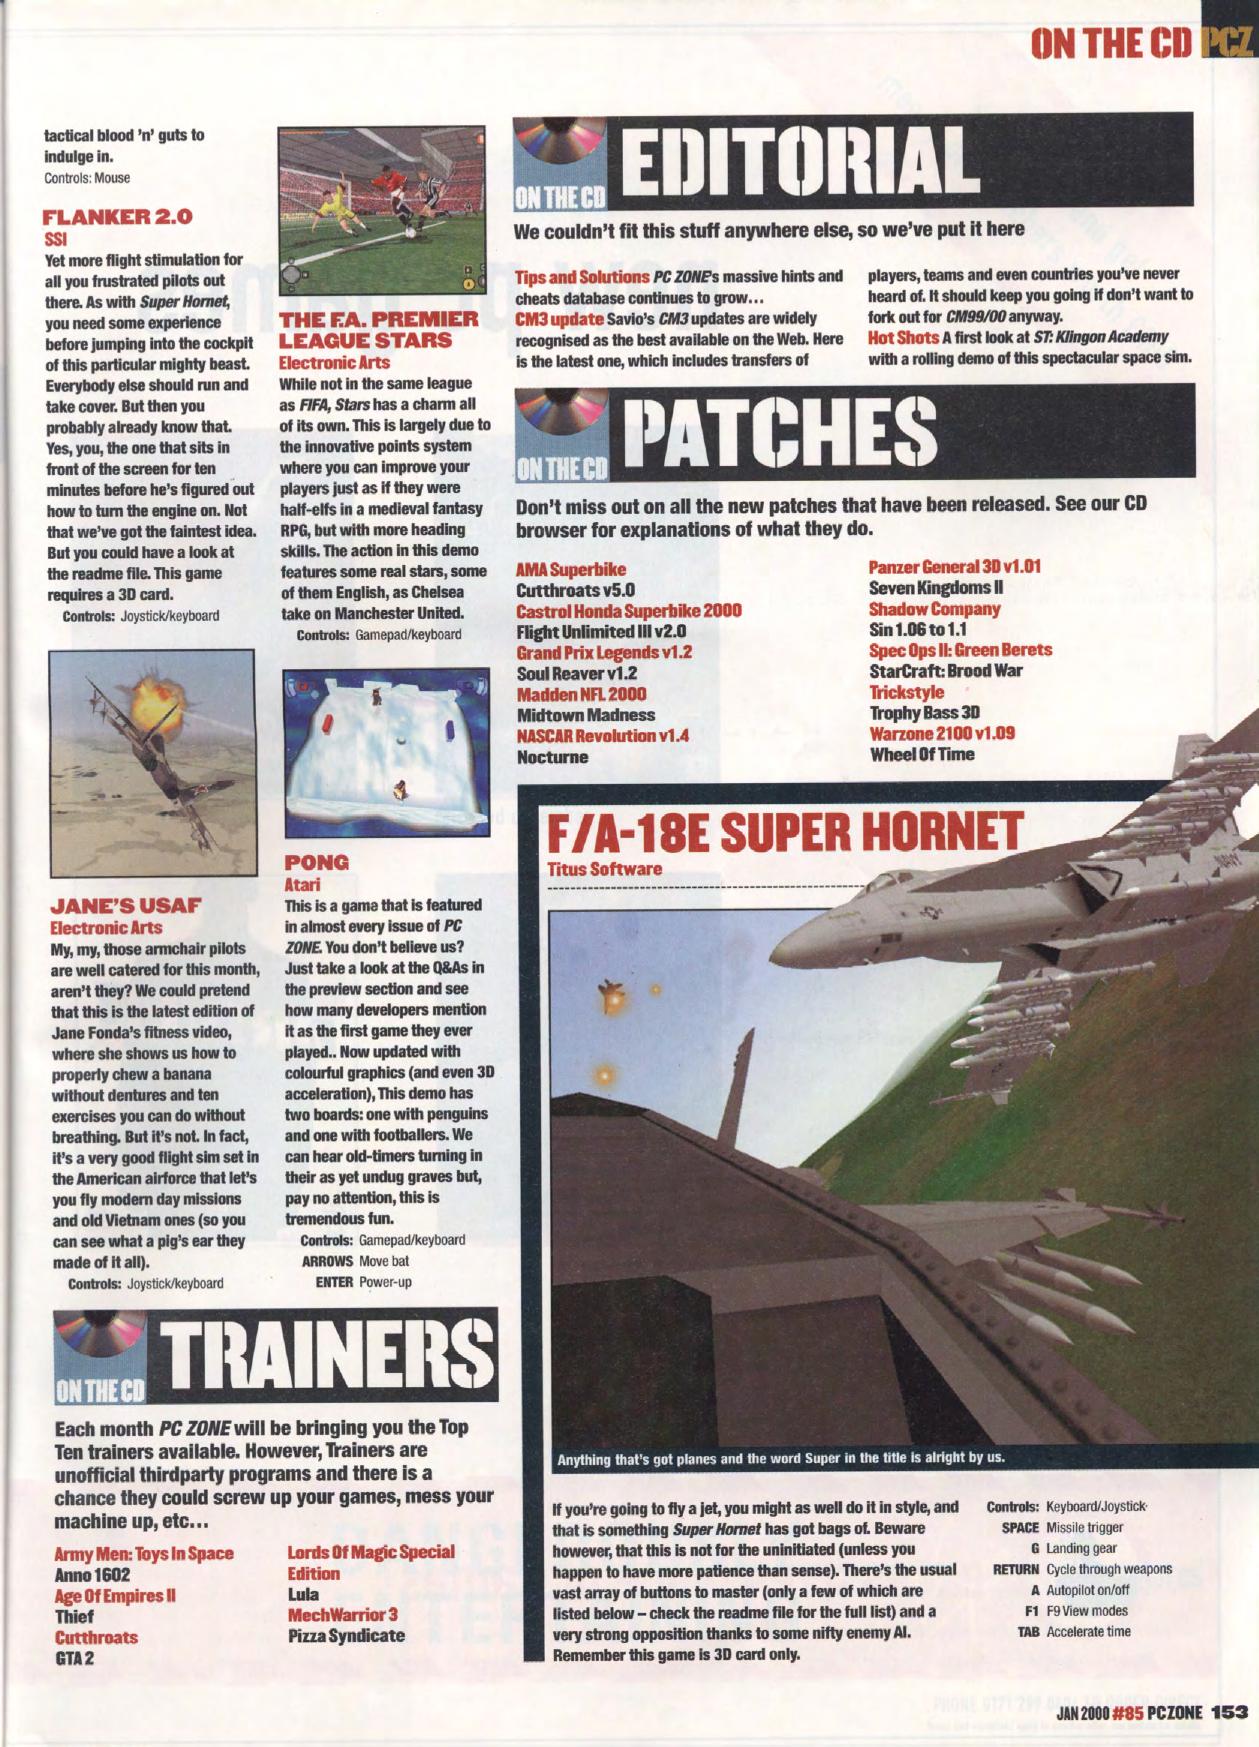 ON THE CD PCZ
tactical blood 'n' guts to
indulge in.
Controls: Mouse
FLANKER 2.0
SSI
Yet more flight stimulation for
all you frustrated pilots out
there. As with Super Hornet,
you need some experience
before jumping into the cockpit
of this particular mighty beast.
Everybody else should run and
take cover. But then you
probably already know that.
Yes, you, the one that sits in
front of the screen for ten
minutes before he's figured out
how to turn the engine on. Not
that we've got the faintest idea.
But you could have a look at
the readme file. This game
requires a 3D card.
Controls: Joystick/keyboard
JANE'S USAF
Electronic Arts
My, my, those armchair pilots
are well catered for this month,
aren't they? We could pretend
that this is the latest edition of
Jane Fonda's fitness video,
where she shows us how to
properly chew a banana
without dentures and ten
exercises you can do without
breathing. But it's not. In fact,
it's a very good flight sim set in
the American airforce that let's
you fly modern day missions
and old Vietnam ones (so you
can see what a pig's ear they
made of it all).
Controls: Joystick/keyboard
THE F.A. PREMIER
LEAGUE STARS
Electronic Arts
While not in the same league
as FIFA, Stars has a charm all
of its own. This is largely due to
the innovative points system
where you can improve your
players just as if they were
half-elfs in a medieval fantasy
RPG, but with more heading
skills. The action in this demo
features some real stars, some
of them English, as Chelsea
take on Manchester United.
Controls: Gamepad/keyboard
PONG
Atari
This is a game that is featured
in almost every issue of PC
ZONE. You don't believe us?
Just take a look at the Q&As in
the preview section and see
how many developers mention
it as the first game they ever
played.. Now updated with
colourful graphics (and even 3D
acceleration), This demo has
two boards: one with penguins
and one with footballers. We
can hear old-timers turning in
their as yet undug graves but,
pay no attention, this is
tremendous fun.
Controls: Gamepad/keyboard
ARROWS Move bat
ENTER Power-up
ON THE CD
TRAINERS
Each month PC ZONE will be bringing you the Top
Ten trainers available. However, Trainers are
unofficial thirdparty programs and there is a
chance they could screw up your games, mess your
machine up, etc...
Army Men: Toys In Space
Anno 1602
Age Of Empires II
Thief
Cutthroats
GTA 2
Lords Of Magic Special
Edition
Lula
MechWarrior 3
Pizza Syndicate
ON THE CD
EDITORIAL
We couldn't fit this stuff anywhere else, so we've put it here
Tips and Solutions PC ZONE's massive hints and
cheats database continues to grow...
CM3 update Savio's CM3 updates are widely
recognised as the best available on the Web. Here
is the latest one, which includes transfers of
players, teams and even countries you've never
heard of. It should keep you going if don't want to
fork out for CM99/00 anyway.
Hot Shots A first look at ST: Klingon Academy
with a rolling demo of this spectacular space sim.
ON THE CD
PATCHES
Don't miss out on all the new patches that have been released. See our CD
browser for explanations of what they do.
AMA Superbike
Cutthroats v5.0
Castrol Honda Superbike 2000
Flight Unlimited III v2.0
Grand Prix Legends v1.2
Soul Reaver v1.2
Madden NFL 2000
Midtown Madness
NASCAR Revolution v1.4
Nocturne
Panzer General 3D v1.01
Seven Kingdoms II
Shadow Company
Sin 1.06 to 1.1
Spec Ops II: Green Berets
StarCraft: Brood War
Trickstyle
Trophy Bass 3D
Warzone 2100 v1.09
Wheel Of Time
F/A-18E SUPER HORNET
Titus Software
NAVY
Anything that's got planes and the word Super in the title is alright by us.
If you're going to fly a jet, you might as well do it in style, and
that is something Super Hornet has got bags of. Beware
however, that this is not for the uninitiated (unless you
happen to have more patience than sense). There's the usual
vast array of buttons to master (only a few of which are
listed below – check the readme file for the full list) and a
very strong opposition thanks to some nifty enemy AI.
Remember this game is 3D card only.
Controls: Keyboard/Joystick
SPACE Missile trigger
G Landing gear
RETURN Cycle through weapons
A Autopilot on/off
F1 F9 View modes
TAB Accelerate time
JAN 2000 #85 PCZONE 153